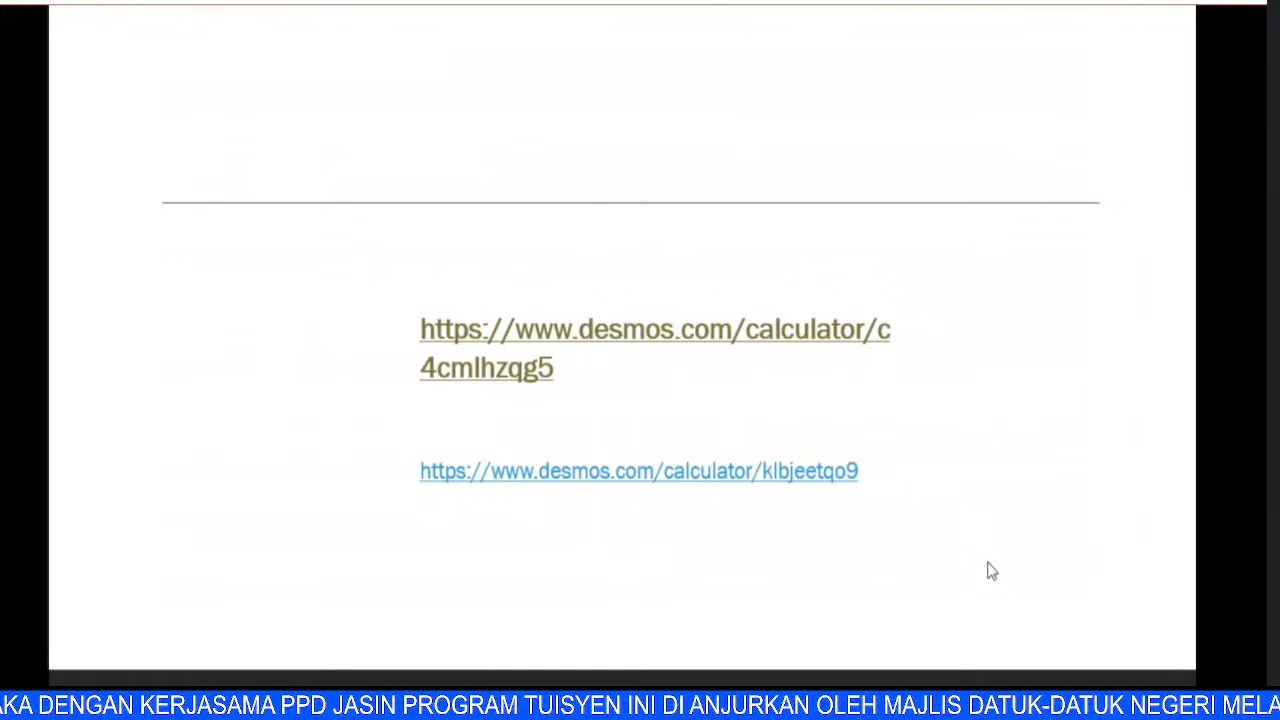 https://www.desmos.com/calculator/c
4cmlhzqg5
https://www.desmos.com/calculator/klbjeetqo9
AKA DENGAN KERJASAMA PPD JASIN PROGRAM TUISYEN INI DI ANJURKAN OLEH MAJLIS DATUK-DATUK NEGERI MELA